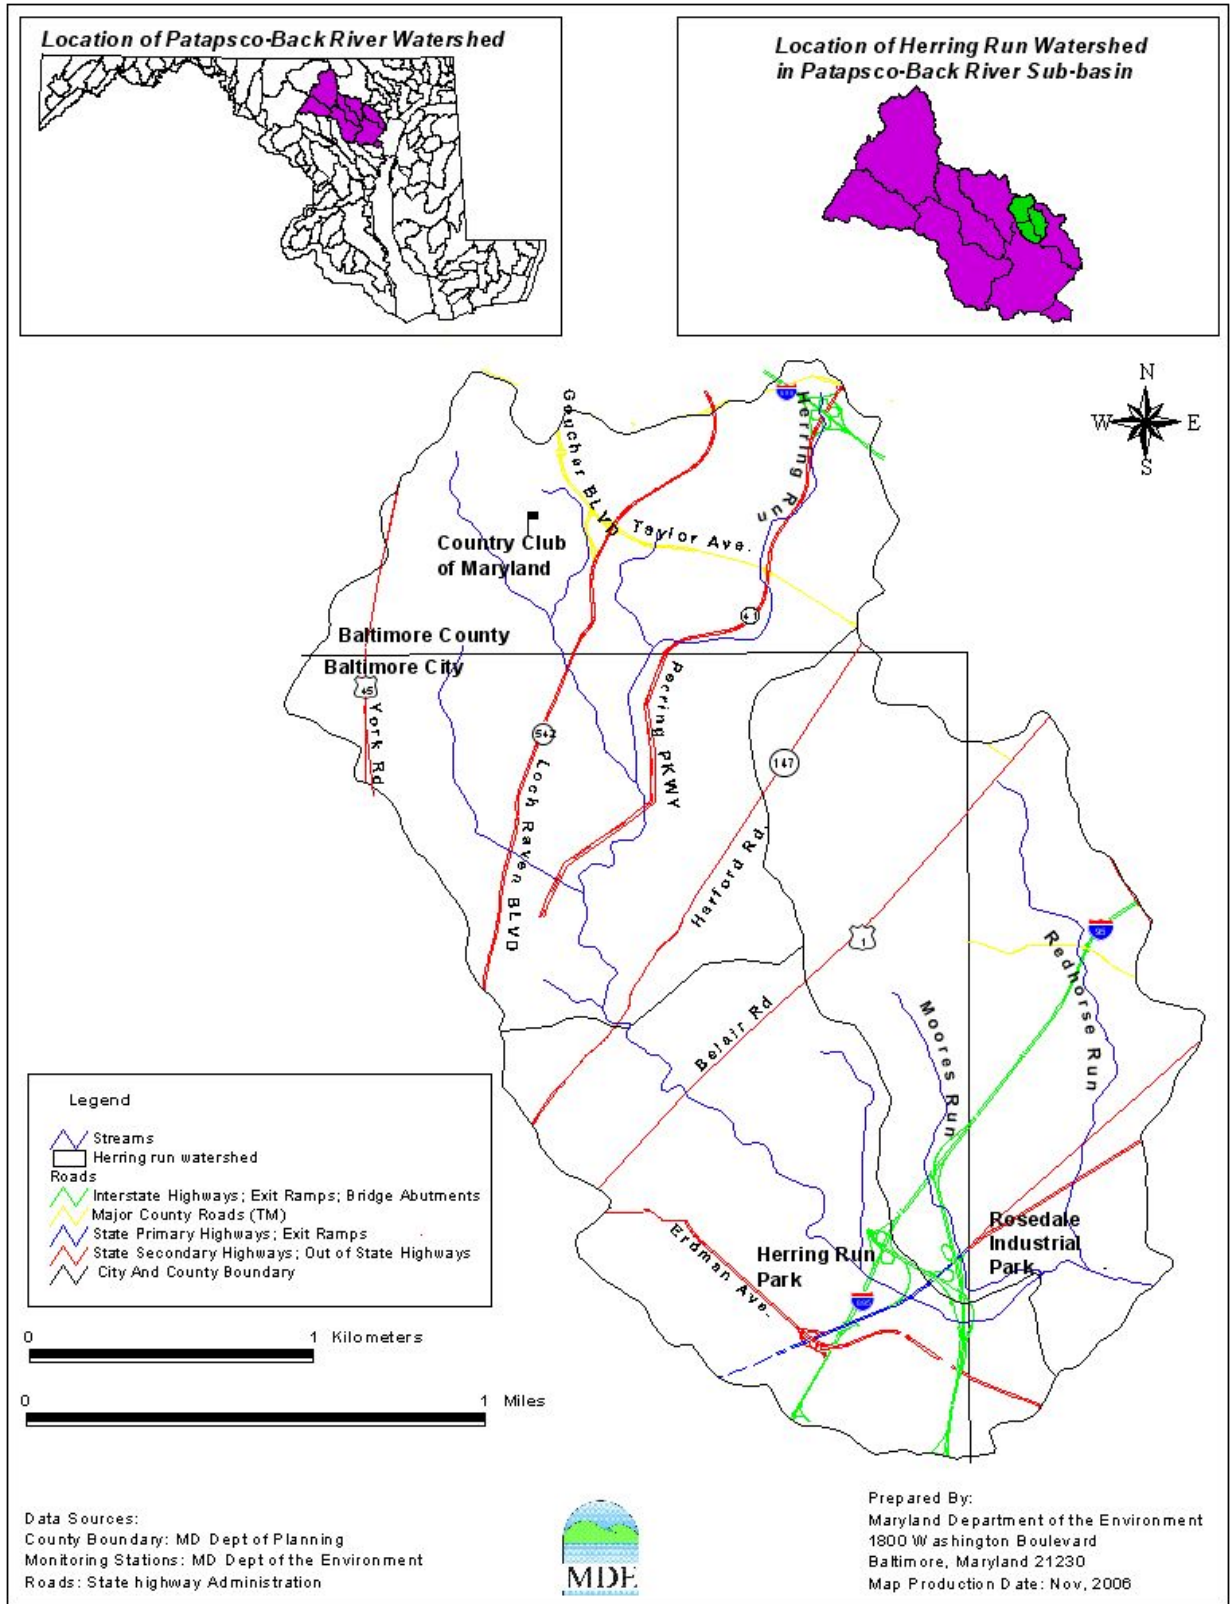 Location of Patapsco-Back River Watershed
Location of Herring Run Watershed
in Patapsco-Back River Sub-basin
N
W
E
S
Goucher BLVD
Herring Run
Taylor Ave.
Country Club
of Maryland
41
Baltimore County
Baltimore City
45
York Rd
Perring PKWY
542
Loch Raven BLVD
147
Harford Rd.
1
Belair Rd
95
Redhorse Run
Moores Run
Rosedale
Industrial
Park
Herring Run
Park
Erdman Ave.
895
Legend
Streams
Herring run watershed
Roads
Interstate Highways; Exit Ramps; Bridge Abutments
Major County Roads (TM)
State Primary Highways; Exit Ramps
State Secondary Highways; Out of State Highways
City And County Boundary
0 1 Kilometers
0 1 Miles
Data Sources:
County Boundary: MD Dept of Planning
Monitoring Stations: MD Dept of the Environment
Roads: State highway Administration
MDE
Prepared By:
Maryland Department of the Environment
1800 Washington Boulevard
Baltimore, Maryland 21230
Map Production Date: Nov, 2006